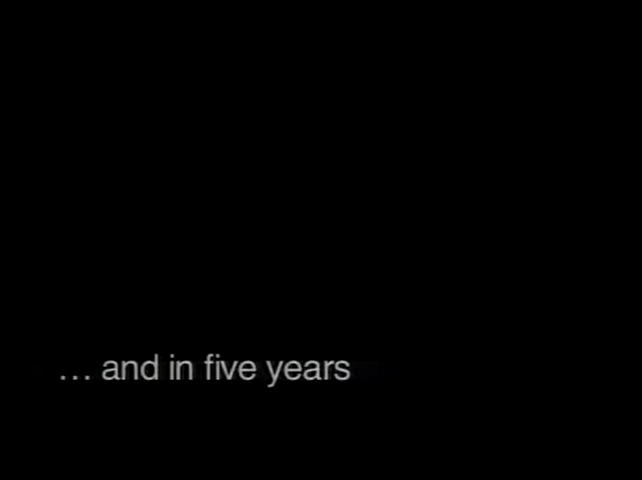 … and in five years